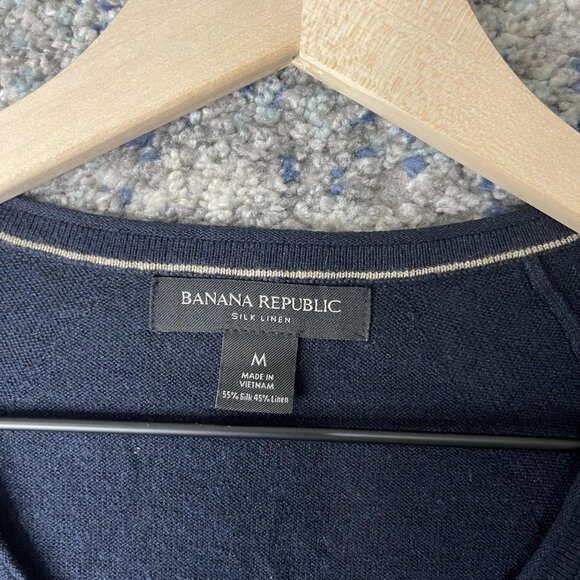 BANANA REPUBLIC
SILK LINEN
M
MADE IN
VIETNAM
55% Silk 45% Linen